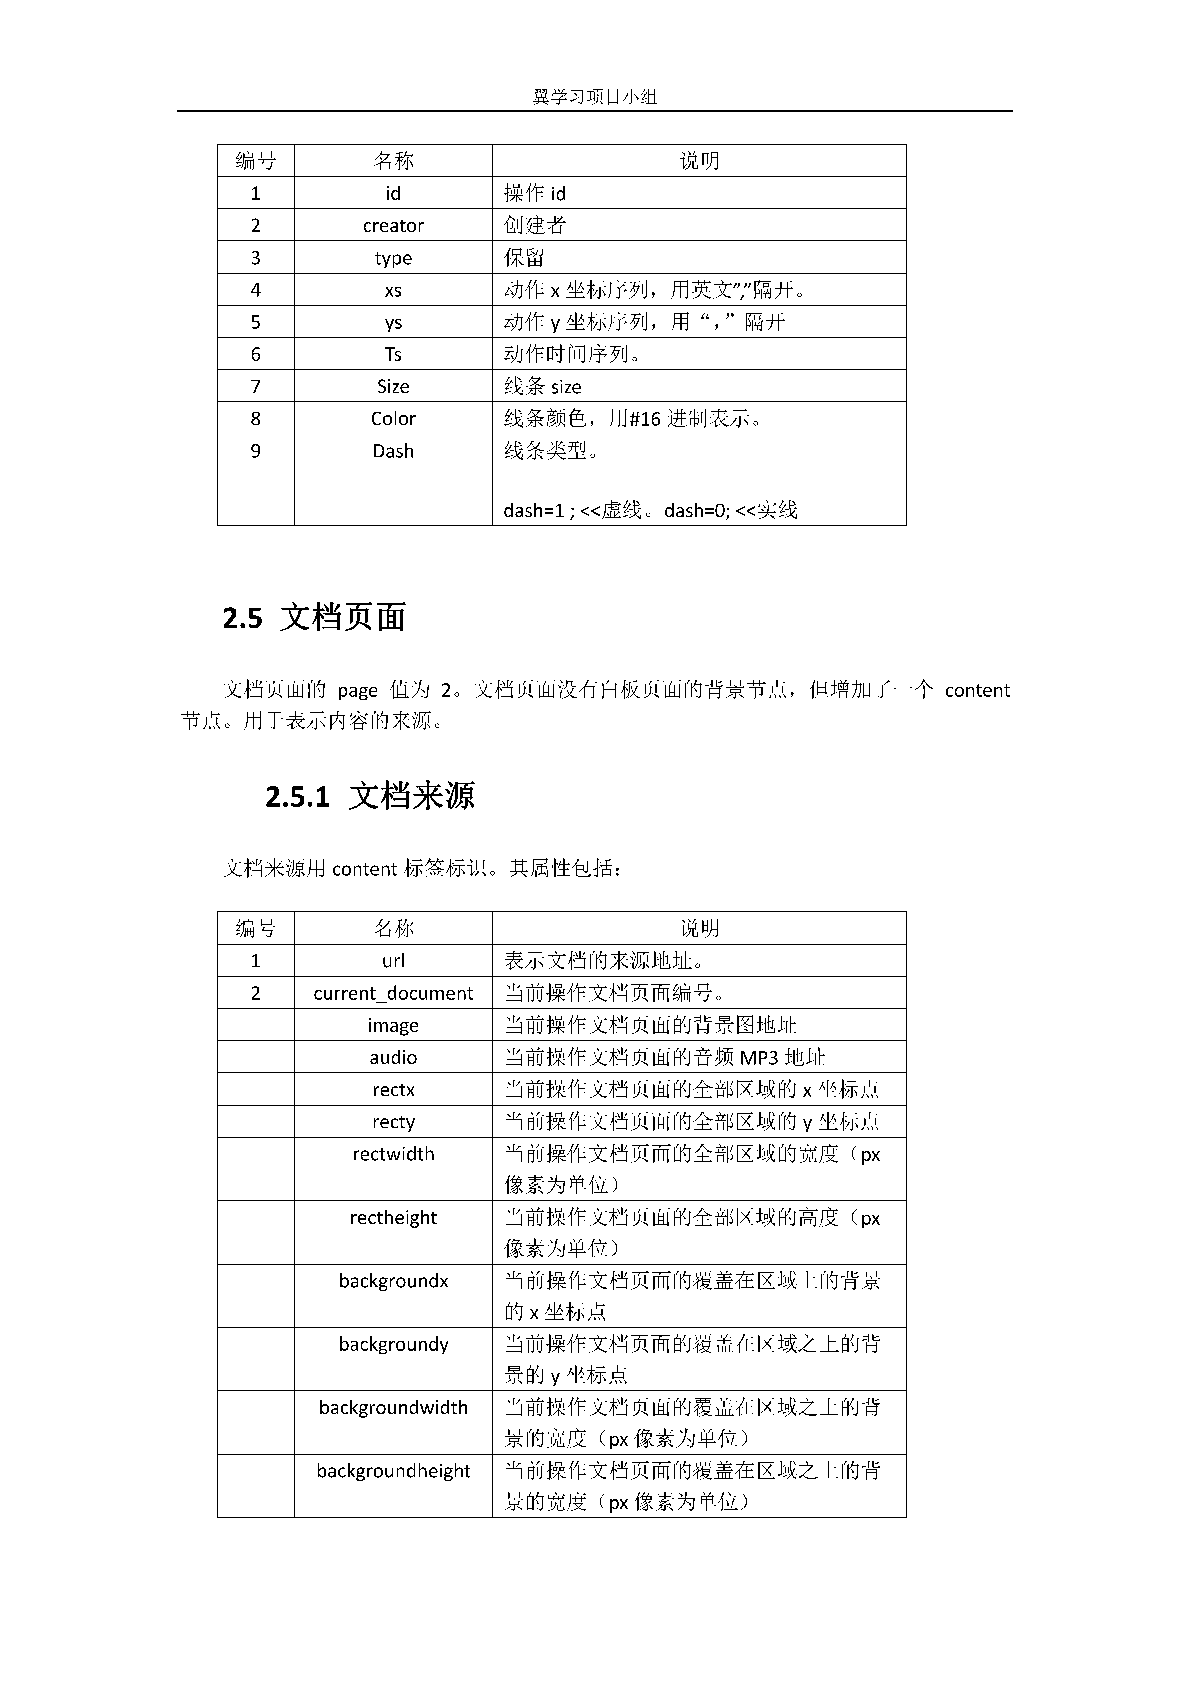 翼学习项目小组
编号 名称 说明
1 id 操作 id
2 creator 创建者
3 type 保留
4 xs 动作 x 坐标序列，用英文”,”隔开。
5 ys 动作 y 坐标序列，用“，”隔开
6 Ts 动作时间序列。
7 Size 线条 size
8 Color 线条颜色，用#16 进制表示。
9 Dash 线条类型。
dash=1 ; <<虚线。dash=0; <<实线
2.5 文档页面
文档页面的 page 值为 2。文档页面没有白板页面的背景节点，但增加了一个 content
节点。用于表示内容的来源。
2.5.1 文档来源
文档来源用 content 标签标识。其属性包括：
编号 名称 说明
1 url 表示文档的来源地址。
2 current_document 当前操作文档页面编号。
image 当前操作文档页面的背景图地址
audio 当前操作文档页面的音频 MP3 地址
rectx 当前操作文档页面的全部区域的 x 坐标点
recty 当前操作文档页面的全部区域的 y 坐标点
rectwidth 当前操作文档页面的全部区域的宽度（px
像素为单位）
rectheight 当前操作文档页面的全部区域的高度（px
像素为单位）
backgroundx 当前操作文档页面的覆盖在区域上的背景
的 x 坐标点
backgroundy 当前操作文档页面的覆盖在区域之上的背
景的 y 坐标点
backgroundwidth 当前操作文档页面的覆盖在区域之上的背
景的宽度（px 像素为单位）
backgroundheight 当前操作文档页面的覆盖在区域之上的背
景的宽度（px 像素为单位）